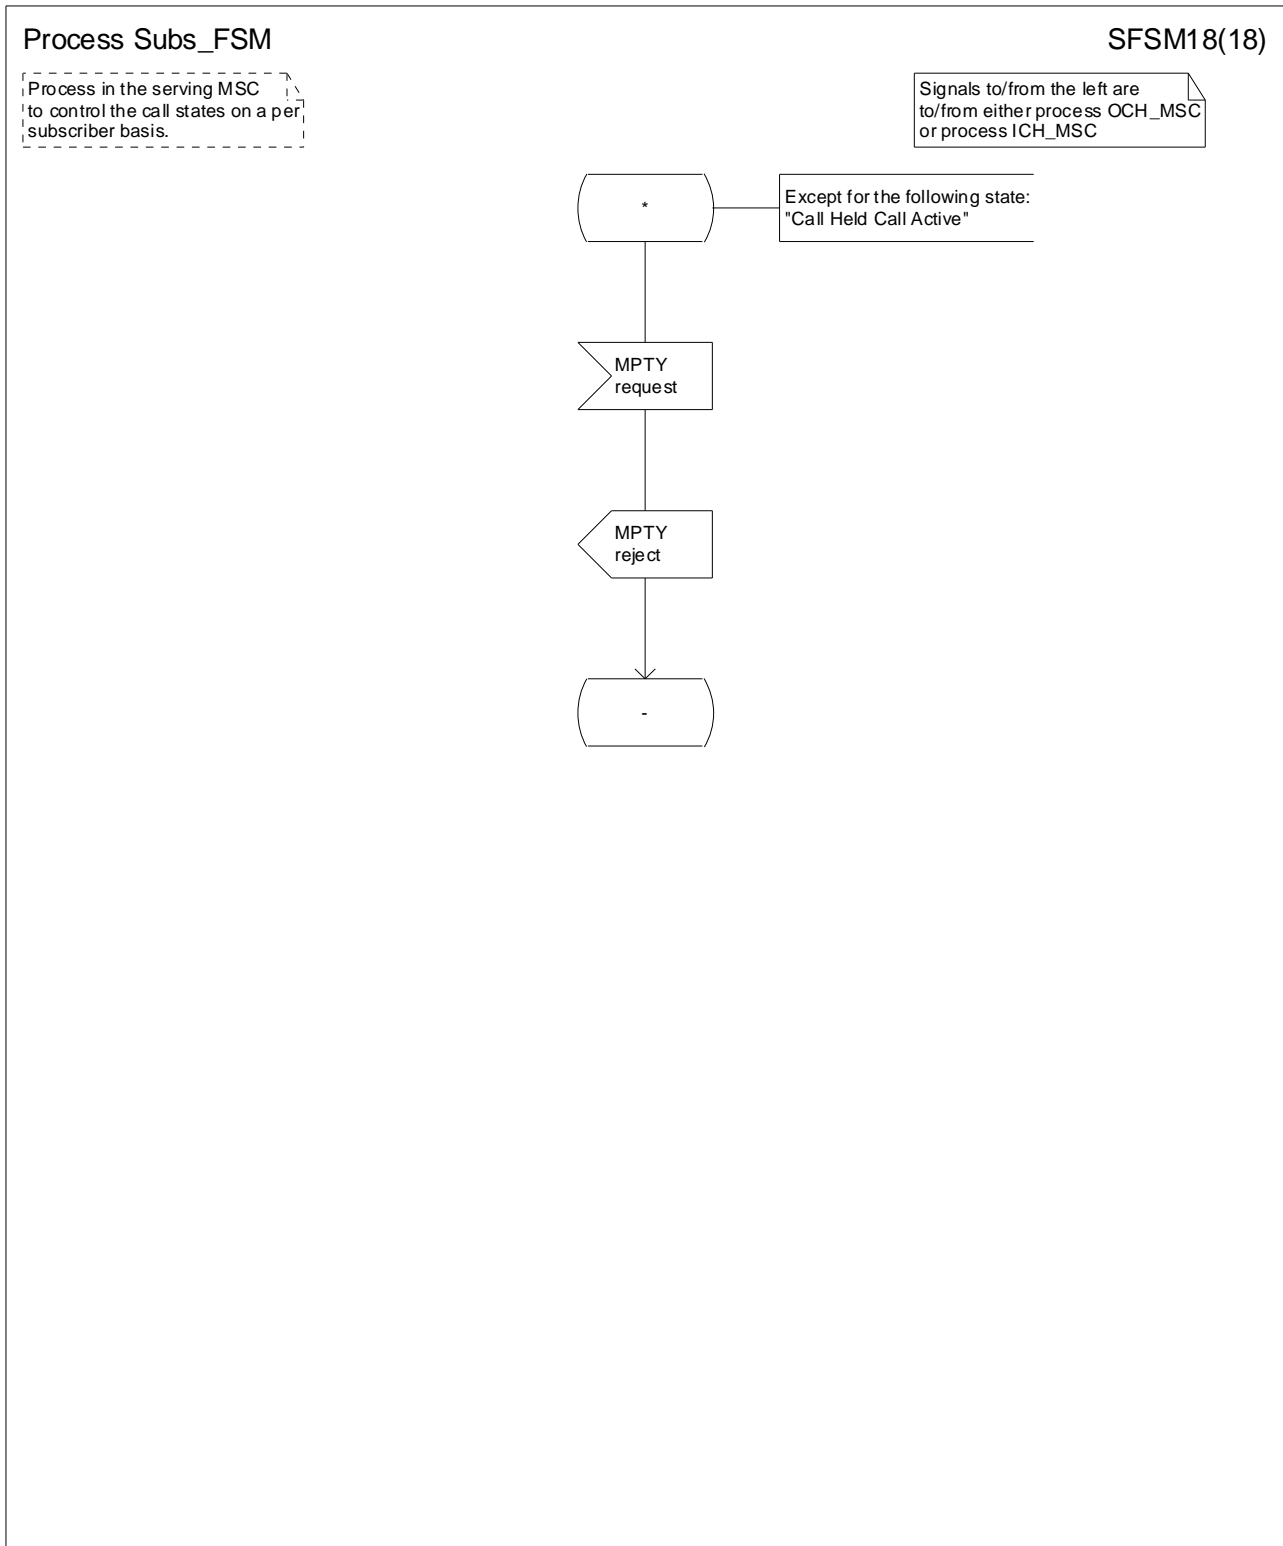 Process Subs_FSM
SFSM18(18)
Process in the serving MSC
to control the call states on a per
subscriber basis.
Signals to/from the left are
to/from either process OCH_MSC
or process ICH_MSC
*
Except for the following state:
"Call Held Call Active"
MPTY
request
MPTY
reject
-